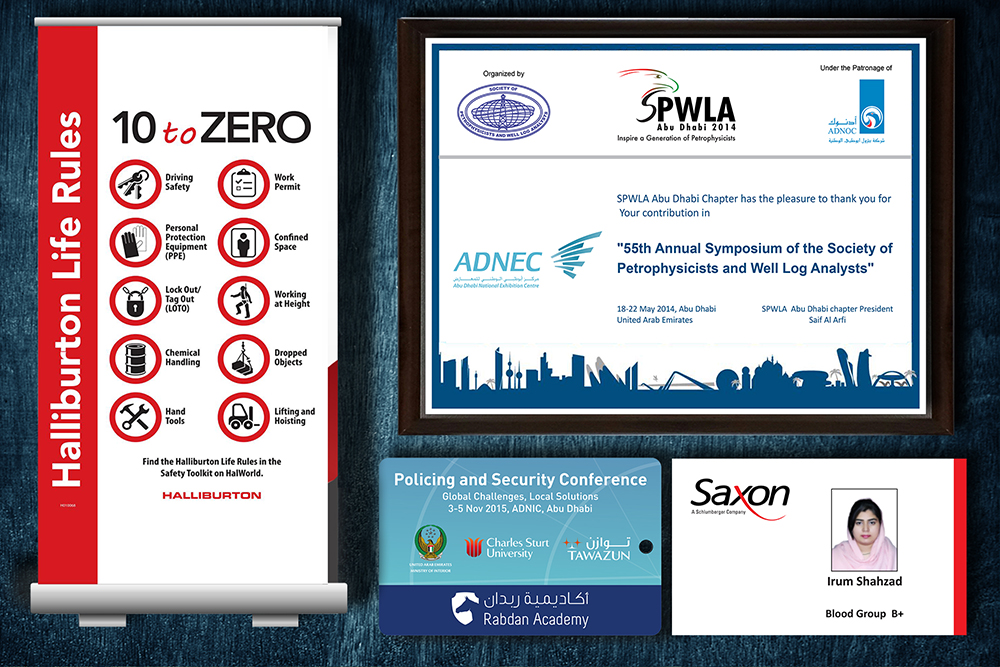 Halliburton Life Rules
10 to ZERO
Driving
Safety
Work
Permit
Personal
Protection
Equipment
(PPE)
Confined
Space
Lock Out/
Tag Out
(LOTO)
Working
at Height
Chemical
Handling
Dropped
Objects
Hand
Tools
Lifting and
Hoisting
Find the Halliburton Life Rules in the
Safety Toolkit on HalWorld.
HALLIBURTON
Organized by
SOCIETY OF
PETROPHYSICISTS AND WELL LOG ANALYSTS
SPWLA
Abu Dhabi 2014
Inspire a Generation of Petrophysicists
Under the Patronage of
أدنوك
ADNOC
شركة بترول أبوظبي الوطنية
SPWLA Abu Dhabi Chapter has the pleasure to thank you for
Your contribution in
"55th Annual Symposium of the Society of
Petrophysicists and Well Log Analysts"
ADNEC
مركز أبوظبي الوطني للمعارض
Abu Dhabi National Exhibition Centre
18-22 May 2014, Abu Dhabi
United Arab Emirates
SPWLA Abu Dhabi chapter President
Saif Al Arfi
Policing and Security Conference
Global Challenges, Local Solutions
3-5 Nov 2015, ADNIC, Abu Dhabi
UNITED ARAB EMIRATES
MINISTRY OF INTERIOR
Charles Sturt
University
تـــوازن
TAWAZUN
أكاديمية ربدان
Rabdan Academy
Saxon
A Schlumberger Company
Irum Shahzad
Blood Group B+